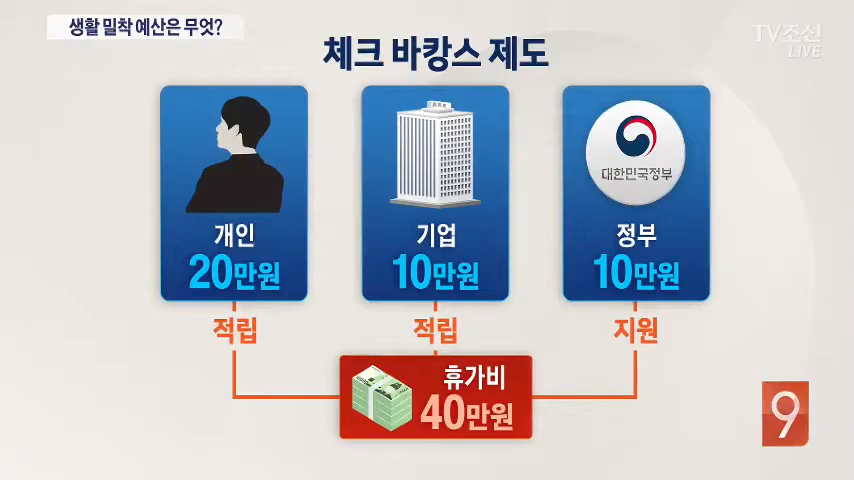 생활 밀착 예산은 무엇?
TV조선
LIVE
체크 바캉스 제도
대한민국정부
개인
20만원
기업
10만원
정부
10만원
적립
적립
지원
휴가비
40만원
9